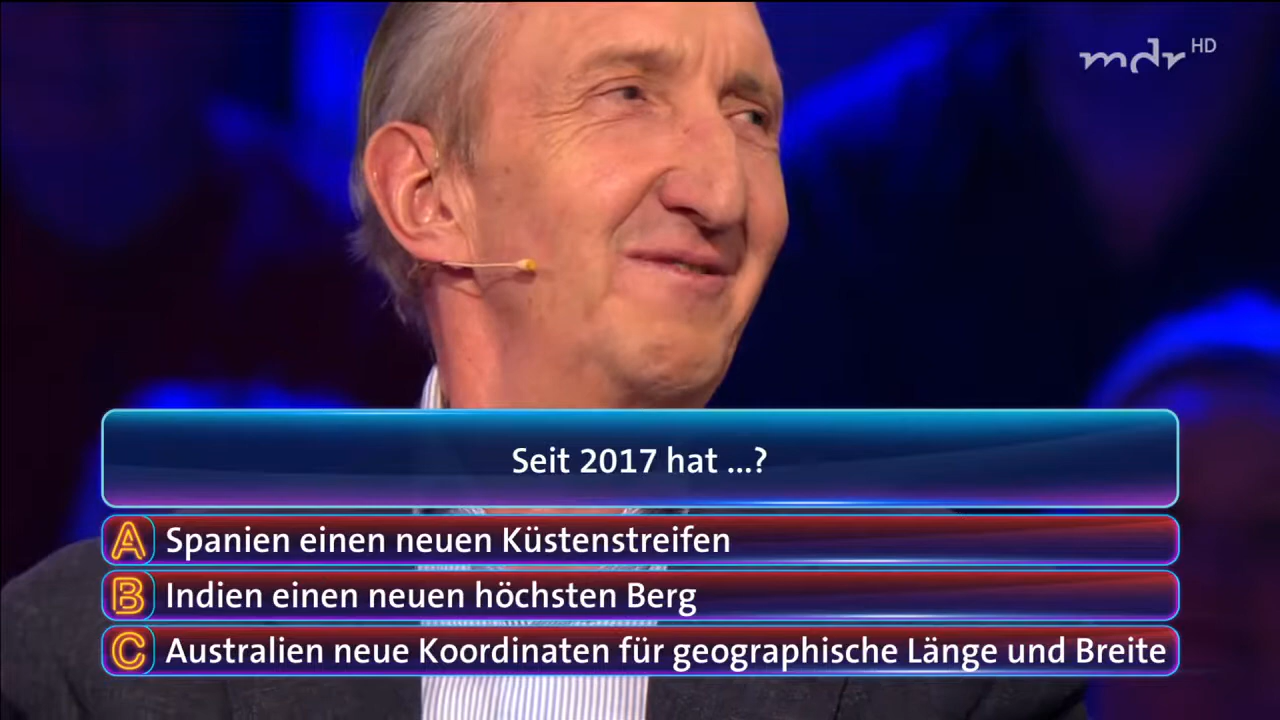 mdr HD
Seit 2017 hat ...?
A Spanien einen neuen Küstenstreifen
B Indien einen neuen höchsten Berg
C Australien neue Koordinaten für geographische Länge und Breite